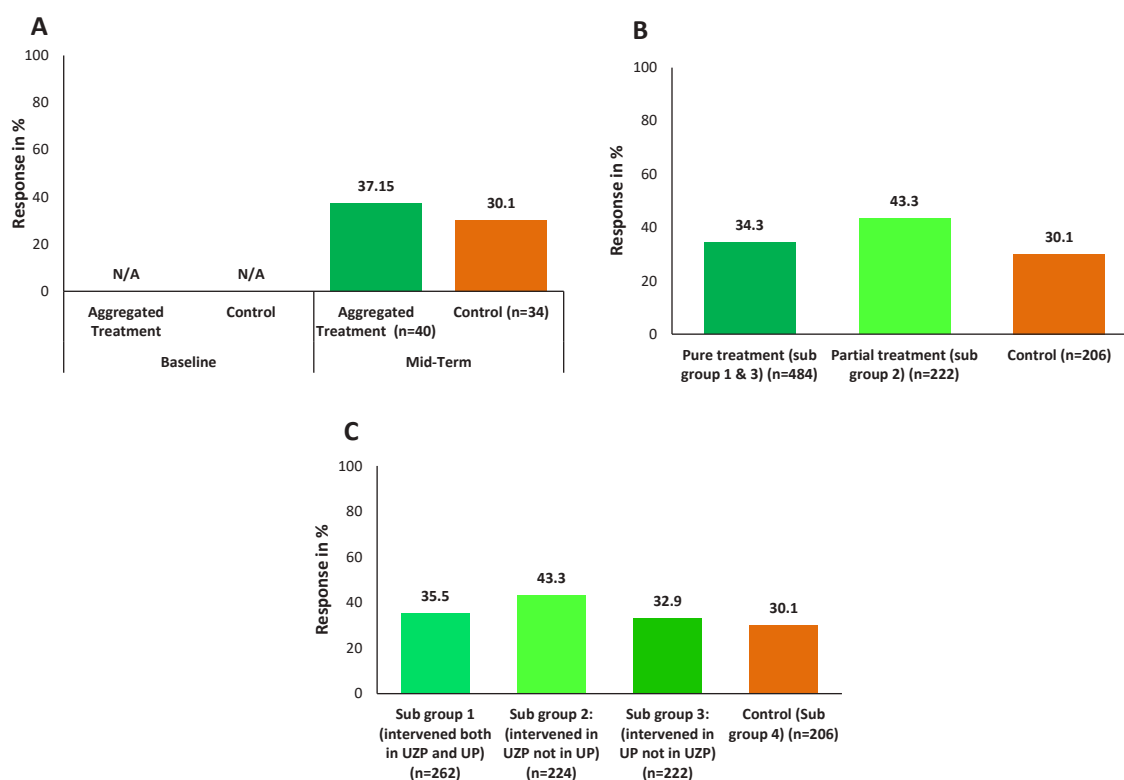 A
Response in %
100
80
60
40
20
0
N/A
N/A
37.15
30.1
Aggregated
Treatment
Control
Aggregated
Treatment (n=40)
Control (n=34)
Baseline
Mid-Term
B
Response in %
100
80
60
40
20
0
34.3
43.3
30.1
Pure treatment (sub
group 1 & 3) (n=484)
Partial treatment (sub
group 2) (n=222)
Control (n=206)
C
Response in %
100
80
60
40
20
0
35.5
43.3
32.9
30.1
Sub group 1
(intervened both
in UZP and UP)
(n=262)
Sub group 2:
(intervened in
UZP not in UP)
(n=224)
Sub group 3:
(intervened in
UP not in UZP)
(n=222)
Control (Sub
group 4) (n=206)